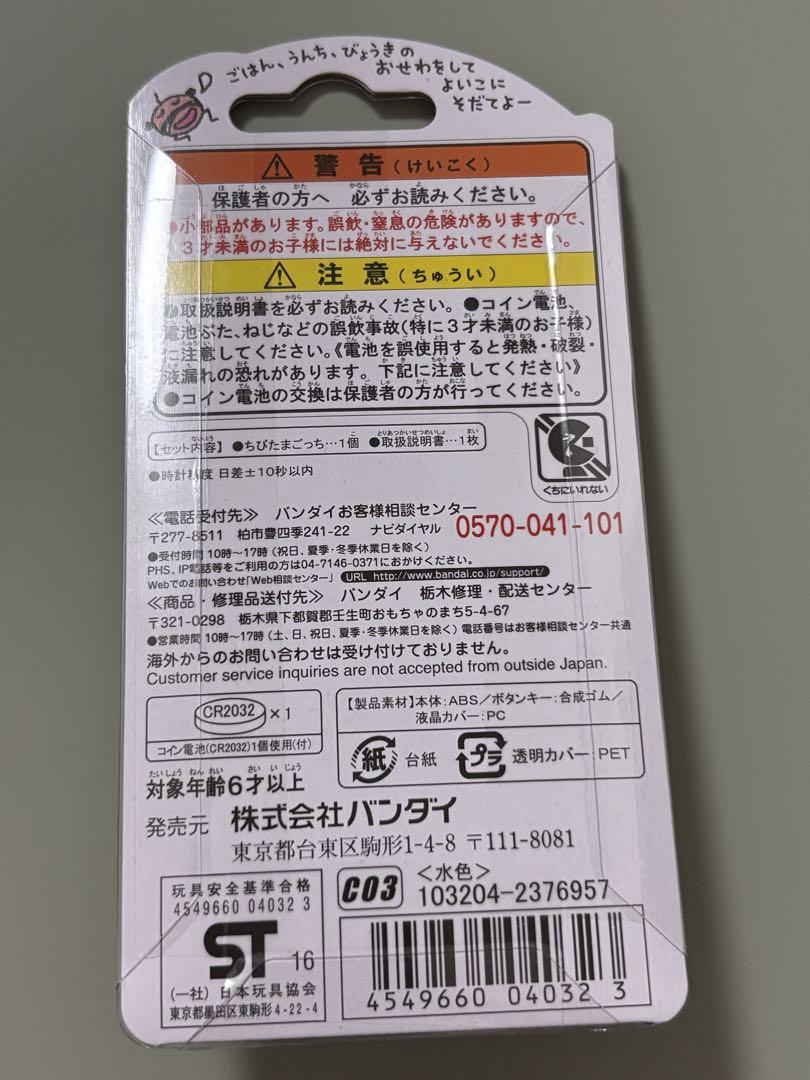 ごはん、うんち、びょうきの
おせわをして
よいこに
そだてよー
警告(けいこく)
保護者の方へ 必ずお読みください。
●小部品があります。誤飲・窒息の危険がありますので、
3才未満のお子様には絶対に与えないでください。
注意(ちゅうい)
●取扱説明書を必ずお読みください。●コイン電池、
電池ぶた、ねじなどの誤飲事故(特に3才未満のお子様)
に注意してください。《電池を誤使用すると発熱・破裂・
液漏れの恐れがあります。下記に注意してください》
●コイン電池の交換は保護者の方が行ってください。
【セット内容】●ちびたまごっち…1個 ●取扱説明書…1枚
くちにいれない
●時計精度 日差±10秒以内
≪電話受付先≫ バンダイお客様相談センター
〒277-8511 柏市豊四季241-22 ナビダイヤル 0570-041-101
●受付時間 10時〜17時(祝日、夏季・冬季休業日を除く)
PHS、IP電話等をご利用の方は04-7146-0371におかけください。
Webでのお問い合わせ「Web相談センター」 URL http://www.bandai.co.jp/support/
≪商品・修理品送付先≫ バンダイ 栃木修理・配送センター
〒321-0298 栃木県下都賀郡壬生町おもちゃのまち5-4-67
●営業時間 10時〜17時(土、日、祝日、夏季・冬季休業日を除く)電話番号はお客様相談センター共通
海外からのお問い合わせは受け付けておりません。
Customer service inquiries are not accepted from outside Japan.
CR2032 ×1
コイン電池(CR2032)1個使用(付)
【製品素材】本体:ABS/ボタンキー:合成ゴム/
液晶カバー:PC
紙 台紙 プラ 透明カバー:PET
対象年齢6才以上
発売元 株式会社バンダイ
東京都台東区駒形1-4-8 〒111-8081
玩具安全基準合格
4549660 04032 3
ST 16
(一社)日本玩具協会
東京都墨田区東駒形4-22-4
C03 <水色>
103204-2376957
4549660 04032 3